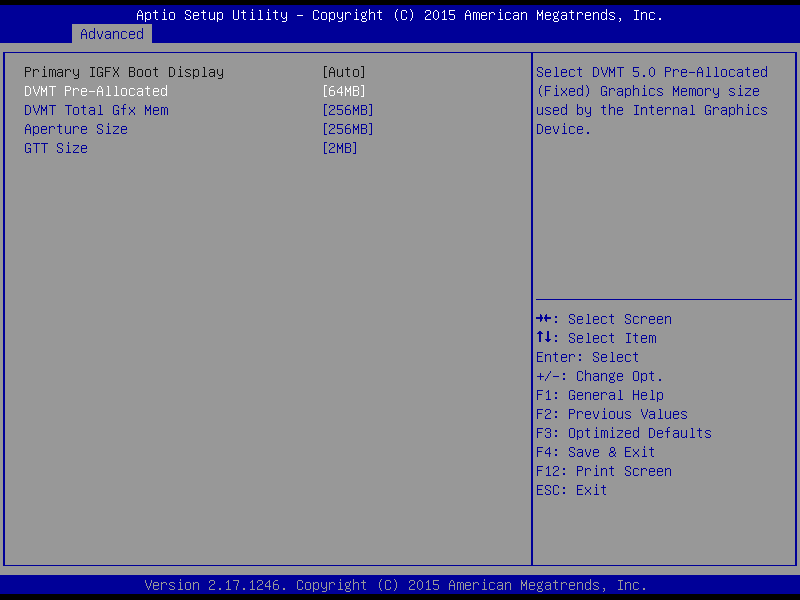 Aptio Setup Utility – Copyright (C) 2015 American Megatrends, Inc.
Advanced
Primary IGFX Boot Display [Auto]
DVMT Pre-Allocated [64MB]
DVMT Total Gfx Mem [256MB]
Aperture Size [256MB]
GTT Size [2MB]
Select DVMT 5.0 Pre-Allocated
(Fixed) Graphics Memory size
used by the Internal Graphics
Device.
→←: Select Screen
↑↓: Select Item
Enter: Select
+/-: Change Opt.
F1: General Help
F2: Previous Values
F3: Optimized Defaults
F4: Save & Exit
F12: Print Screen
ESC: Exit
Version 2.17.1246. Copyright (C) 2015 American Megatrends, Inc.